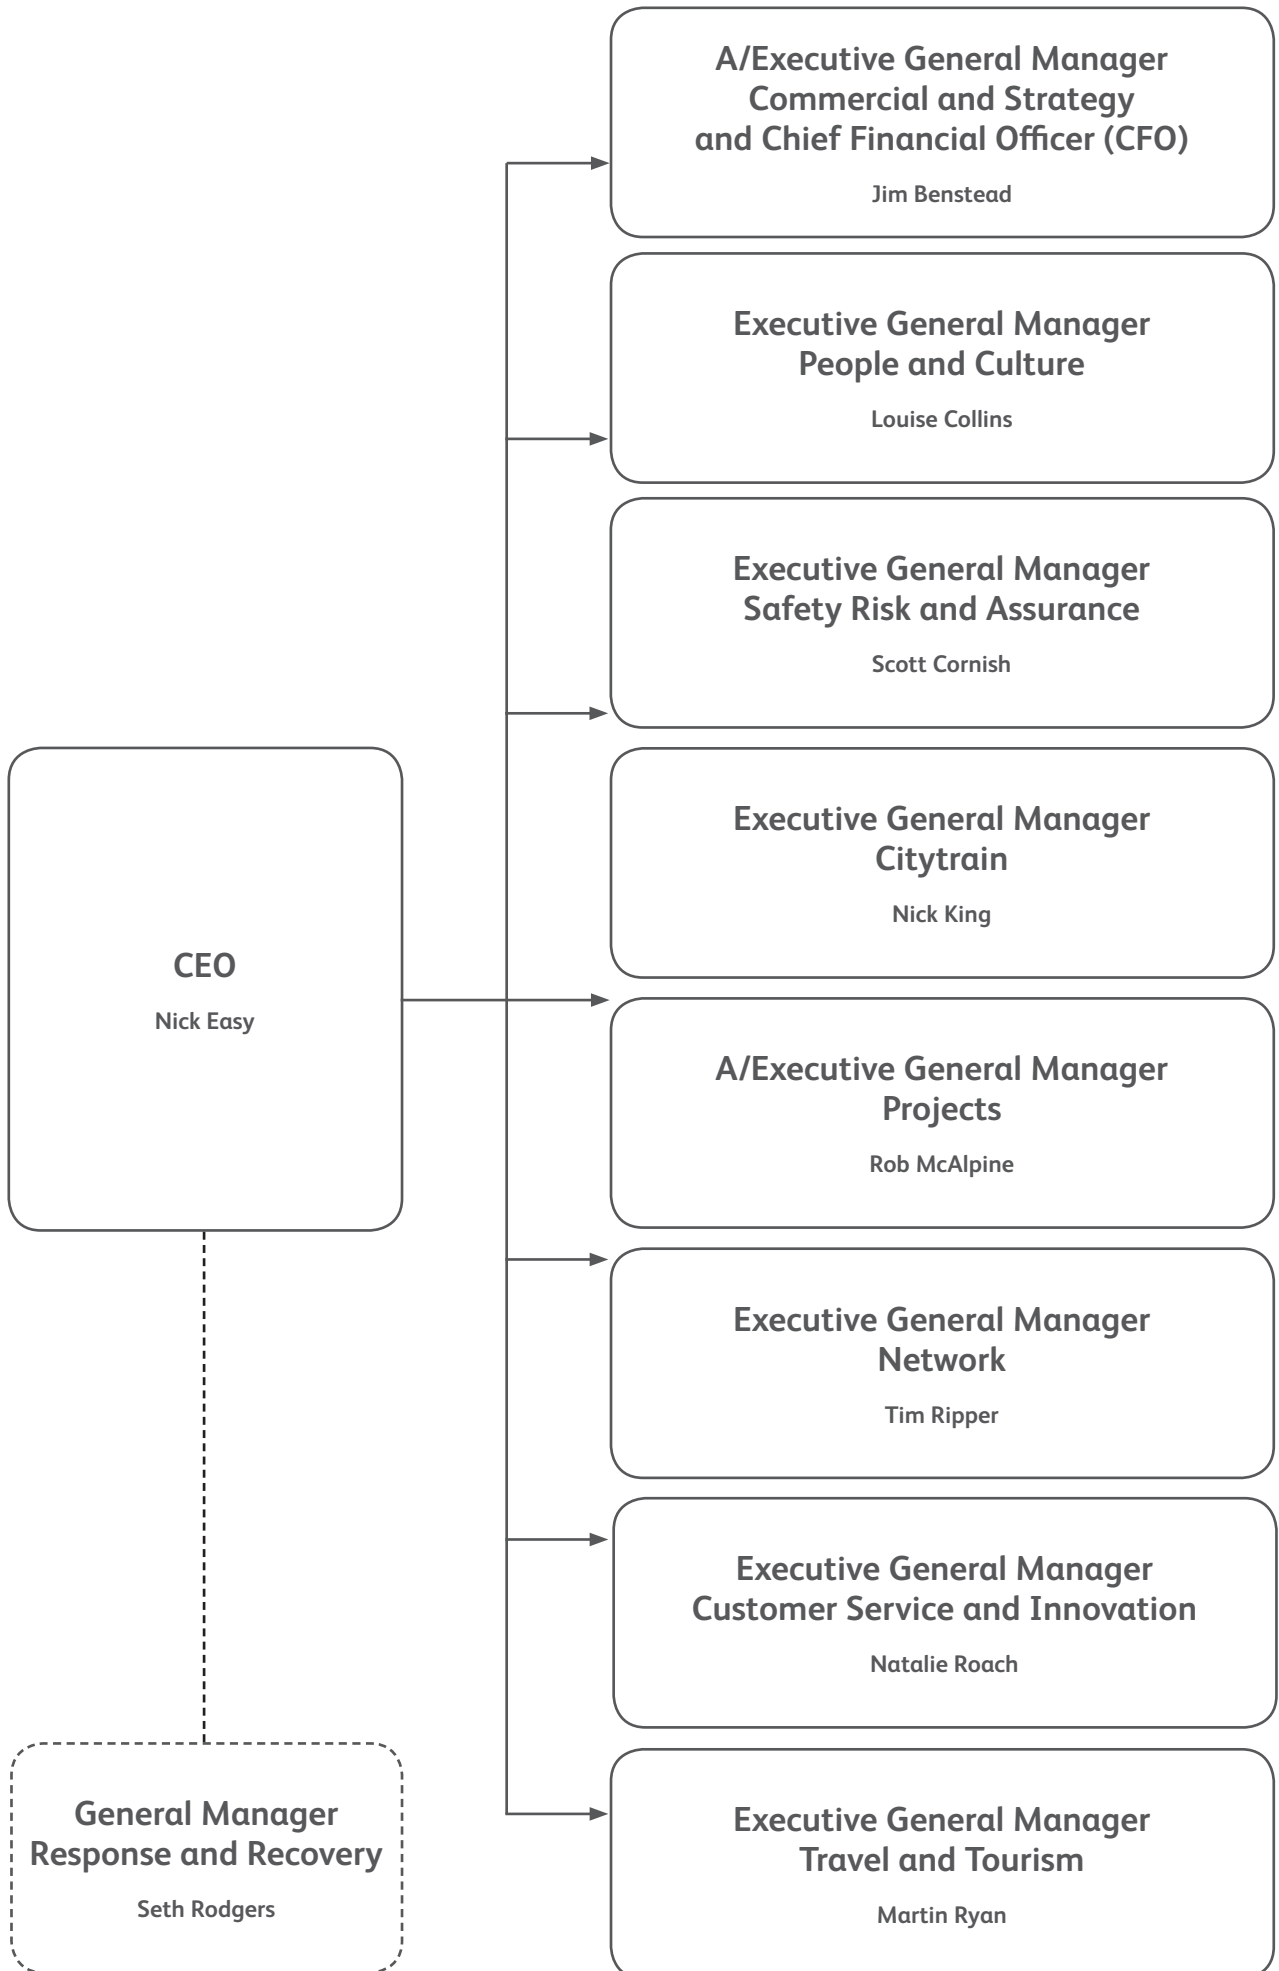 A/Executive General Manager
Commercial and Strategy
and Chief Financial Officer (CFO)
Jim Benstead
Executive General Manager
People and Culture
Louise Collins
Executive General Manager
Safety Risk and Assurance
Scott Cornish
Executive General Manager
Citytrain
Nick King
CEO
Nick Easy
A/Executive General Manager
Projects
Rob McAlpine
Executive General Manager
Network
Tim Ripper
Executive General Manager
Customer Service and Innovation
Natalie Roach
General Manager
Response and Recovery
Seth Rodgers
Executive General Manager
Travel and Tourism
Martin Ryan